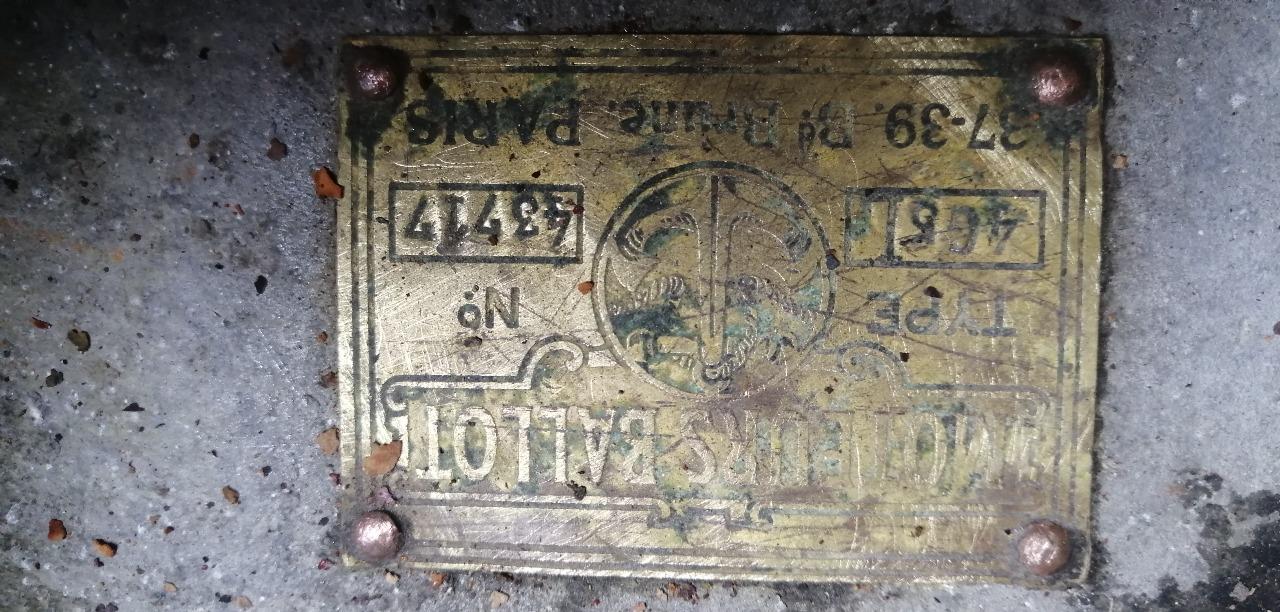 MOTEURS BALLOT
TYPE Nº
43717
37-39, Bd Brune, PARIS